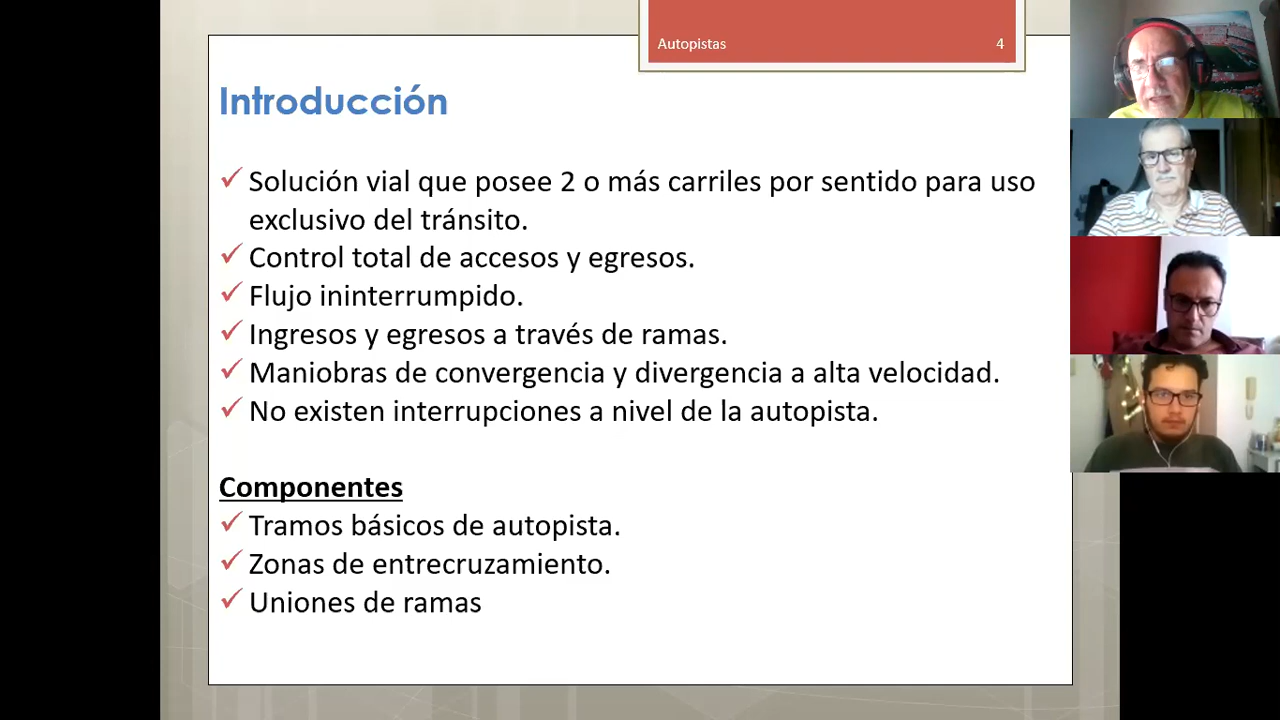 Autopistas 4
Introducción
✓ Solución vial que posee 2 o más carriles por sentido para uso
exclusivo del tránsito.
✓ Control total de accesos y egresos.
✓ Flujo ininterrumpido.
✓ Ingresos y egresos a través de ramas.
✓ Maniobras de convergencia y divergencia a alta velocidad.
✓ No existen interrupciones a nivel de la autopista.
Componentes
✓ Tramos básicos de autopista.
✓ Zonas de entrecruzamiento.
✓ Uniones de ramas